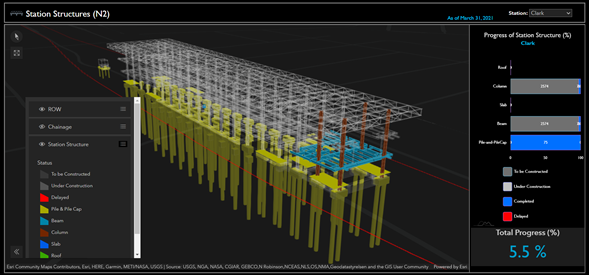 Station Structures (N2)
As of March 31, 2021
Station:
Clark
ROW
Chainage
Station Structure
Status
To be Constructed
Under Construction
Delayed
Pile & Pile Cap
Beam
Column
Slab
Roof
Esri Community Maps Contributors, Esri, HERE, Garmin, METI/NASA, USGS | Source: USGS, NGA, NASA, CGIAR, GEBCO,N Robinson,NCEAS,NLS,OS,NMA,Geodatastyrelsen and the GIS User Community
Powered by Esri
Progress of Station Structure (%)
Clark
Roof
Column
Slab
Beam
2574
Pile-and-PileCap
75
0
50
100
To be Constructed
Under Construction
Completed
Delayed
Total Progress (%)
5.5 %